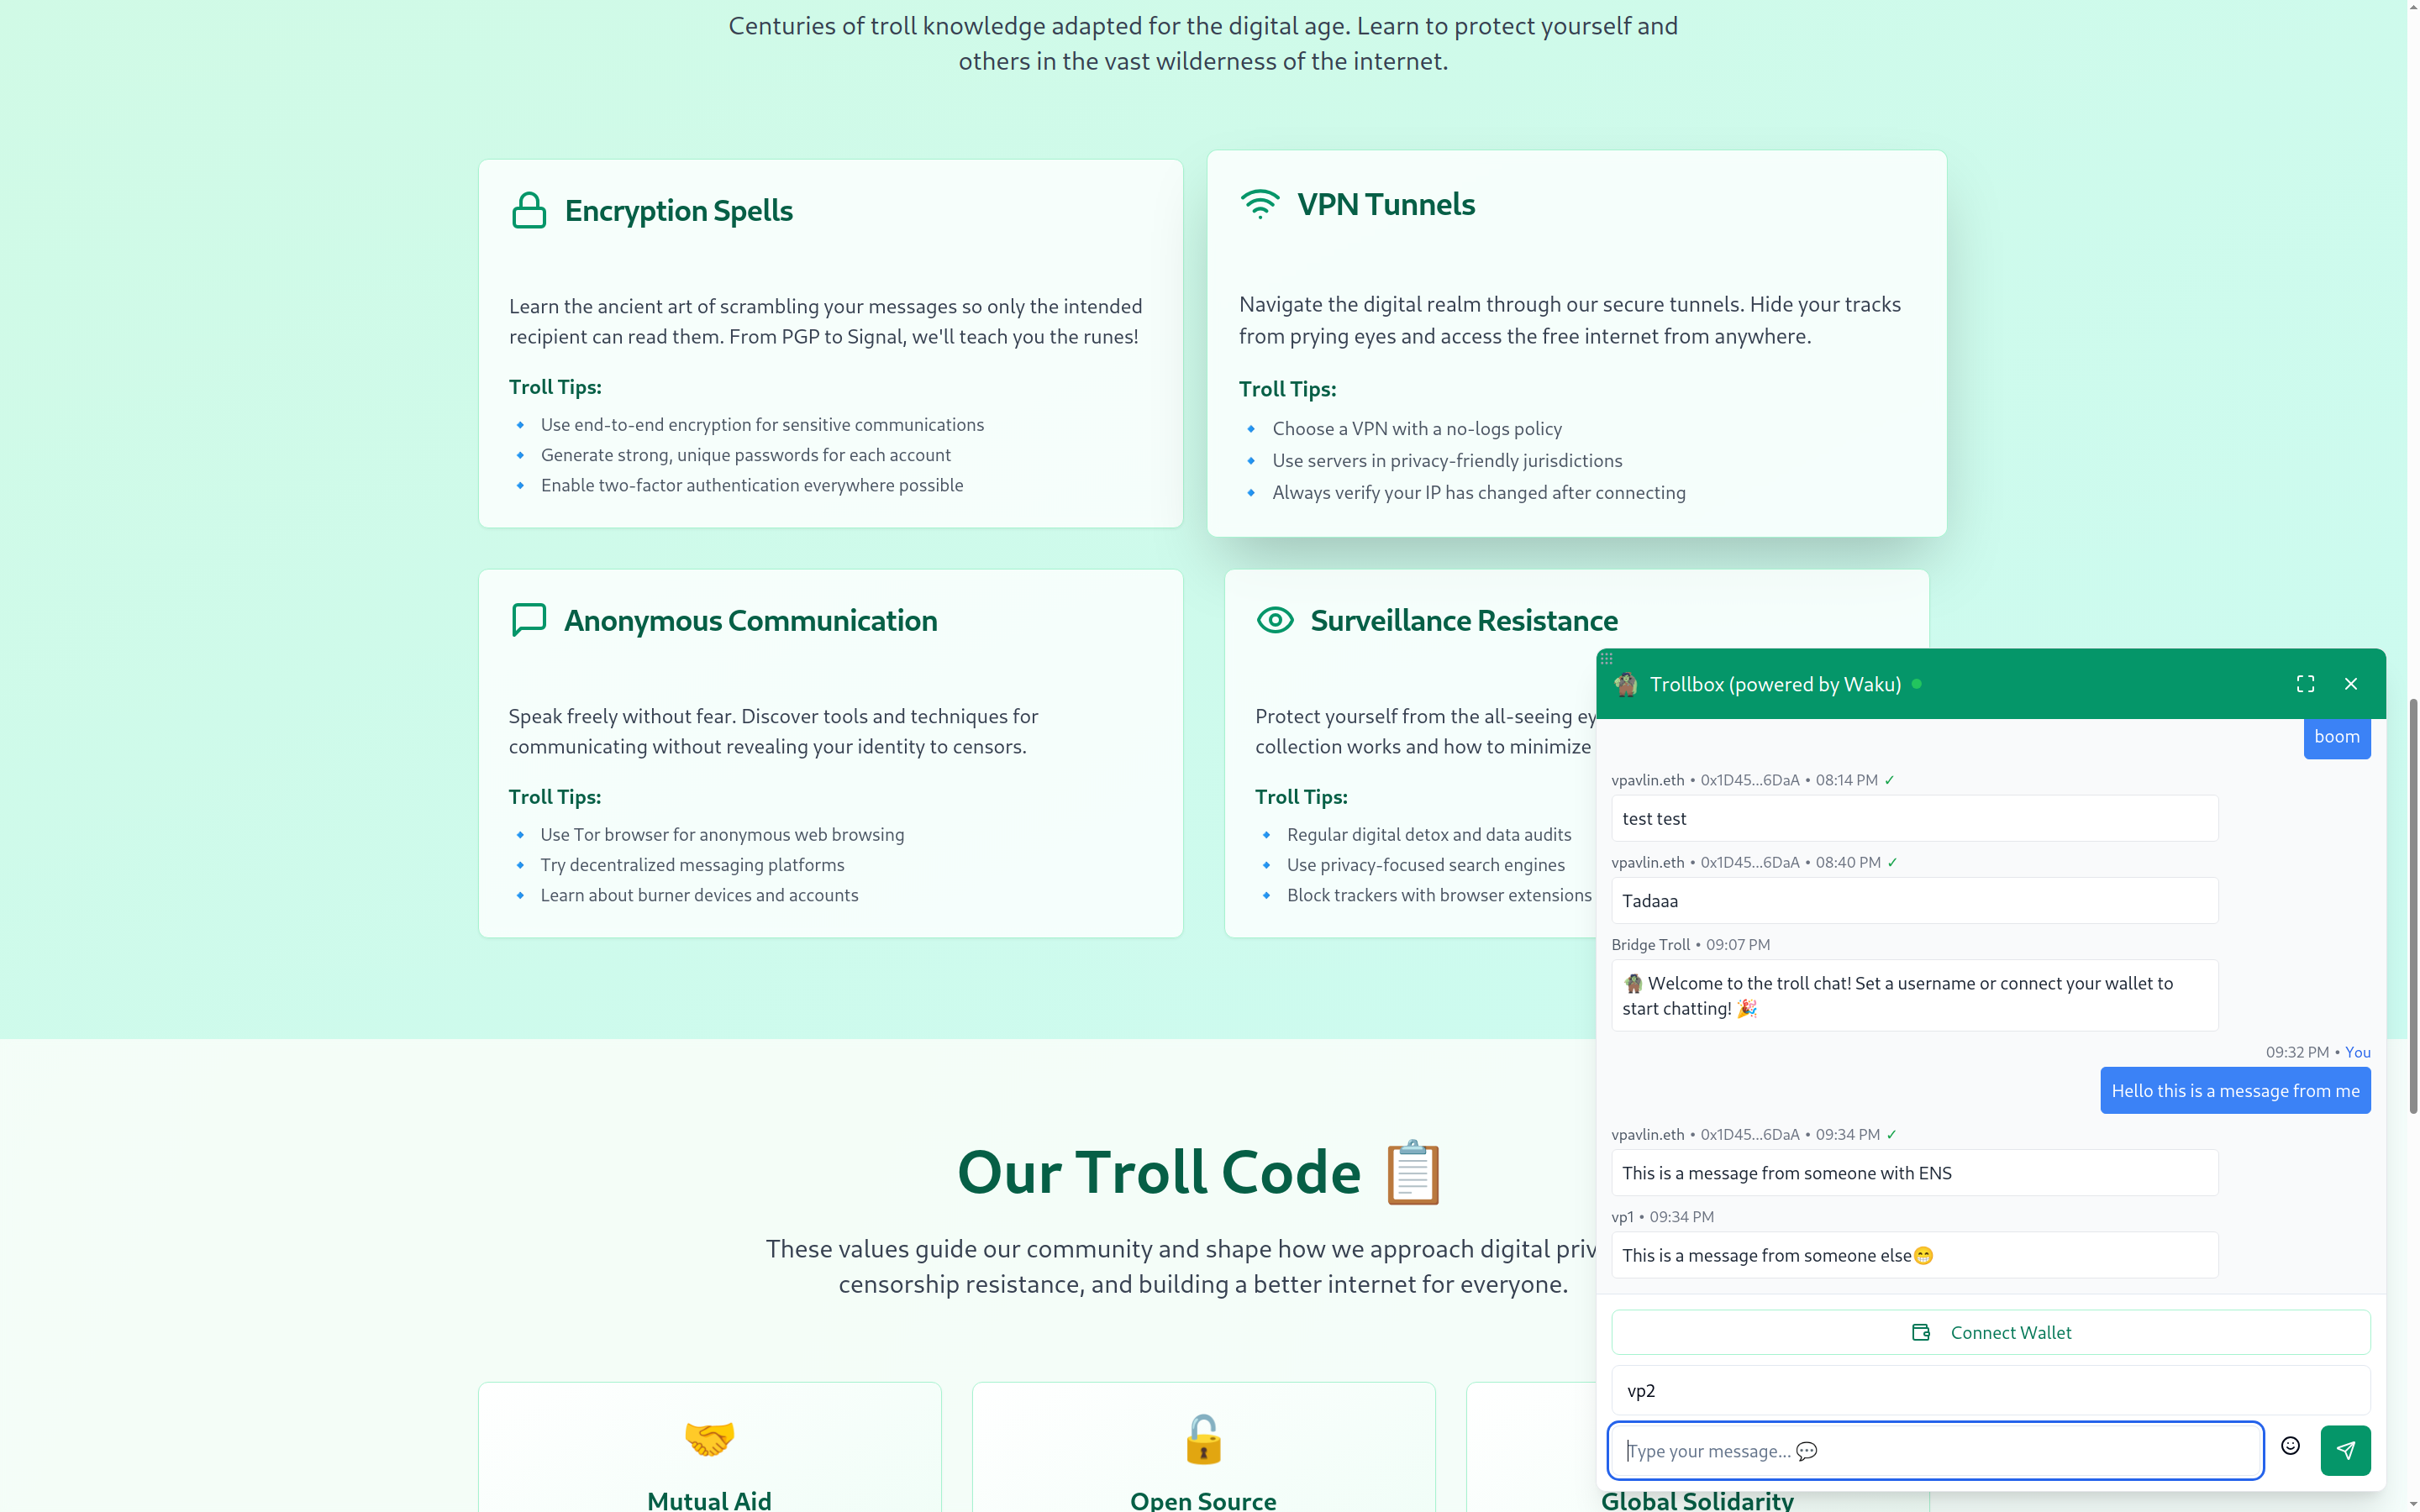 Centuries of troll knowledge adapted for the digital age. Learn to protect yourself and
others in the vast wilderness of the internet.
Encryption Spells
Learn the ancient art of scrambling your messages so only the intended
recipient can read them. From PGP to Signal, we'll teach you the runes!
Troll Tips:
Use end-to-end encryption for sensitive communications
Generate strong, unique passwords for each account
Enable two-factor authentication everywhere possible
VPN Tunnels
Navigate the digital realm through our secure tunnels. Hide your tracks
from prying eyes and access the free internet from anywhere.
Troll Tips:
Choose a VPN with a no-logs policy
Use servers in privacy-friendly jurisdictions
Always verify your IP has changed after connecting
Anonymous Communication
Speak freely without fear. Discover tools and techniques for
communicating without revealing your identity to censors.
Troll Tips:
Use Tor browser for anonymous web browsing
Try decentralized messaging platforms
Learn about burner devices and accounts
Surveillance Resistance
Protect yourself from the all-seeing
collection works and how to minimize
Troll Tips:
Regular digital detox and data audits
Use privacy-focused search engines
Block trackers with browser extensions
Our Troll Code 📋
These values guide our community and shape how we approach digital
censorship resistance, and building a better internet for everyone.
🤝
Mutual Aid
🔓
Open Source
Global Solidarity
🧌 Trollbox (powered by Waku)
boom
vpavlin.eth • 0x1D45...6DaA • 08:14 PM ✓
test test
vpavlin.eth • 0x1D45...6DaA • 08:40 PM ✓
Tadaaa
Bridge Troll • 09:07 PM
🧌 Welcome to the troll chat! Set a username or connect your wallet to
start chatting! 🎉
09:32 PM • You
Hello this is a message from me
vpavlin.eth • 0x1D45...6DaA • 09:34 PM ✓
This is a message from someone with ENS
vp1 • 09:34 PM
This is a message from someone else😁
Connect Wallet
vp2
Type your message... 💬